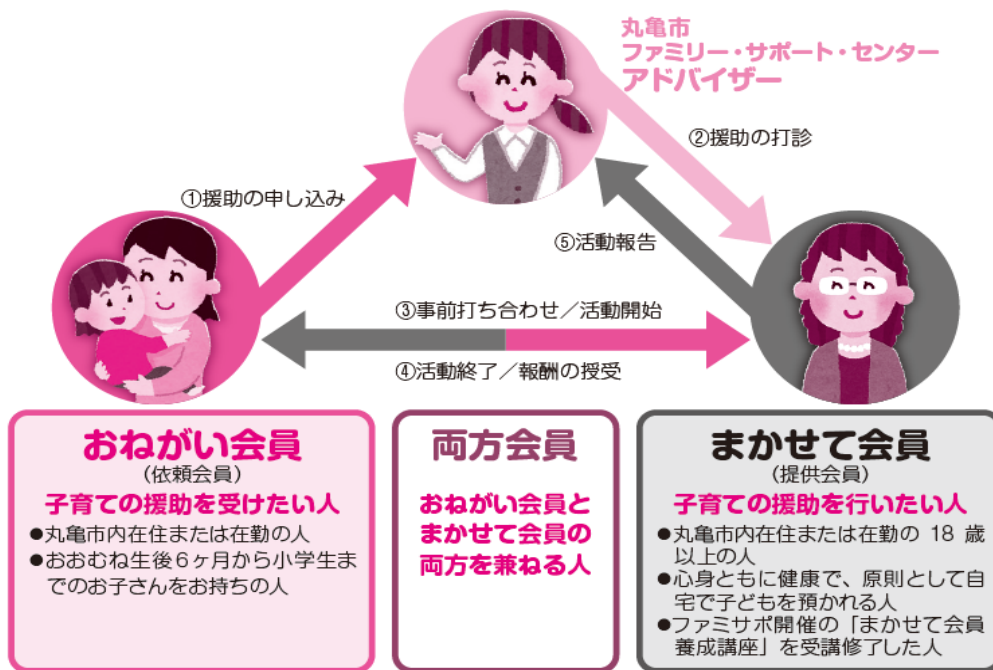 丸亀市
ファミリー・サポート・センター
アドバイザー
②援助の打診
①援助の申し込み
⑤活動報告
③事前打ち合わせ／活動開始
④活動終了／報酬の授受
おねがい会員
(依頼会員)
子育ての援助を受けたい人
●丸亀市内在住または在勤の人
●おおむね生後６ヶ月から小学生ま
でのお子さんをお持ちの人
両方会員
おねがい会員と
まかせて会員の
両方を兼ねる人
まかせて会員
(提供会員)
子育ての援助を行いたい人
●丸亀市内在住または在勤の 18 歳
以上の人
●心身ともに健康で、原則として自
宅で子どもを預かれる人
●ファミサポ開催の「まかせて会員
養成講座」を受講修了した人